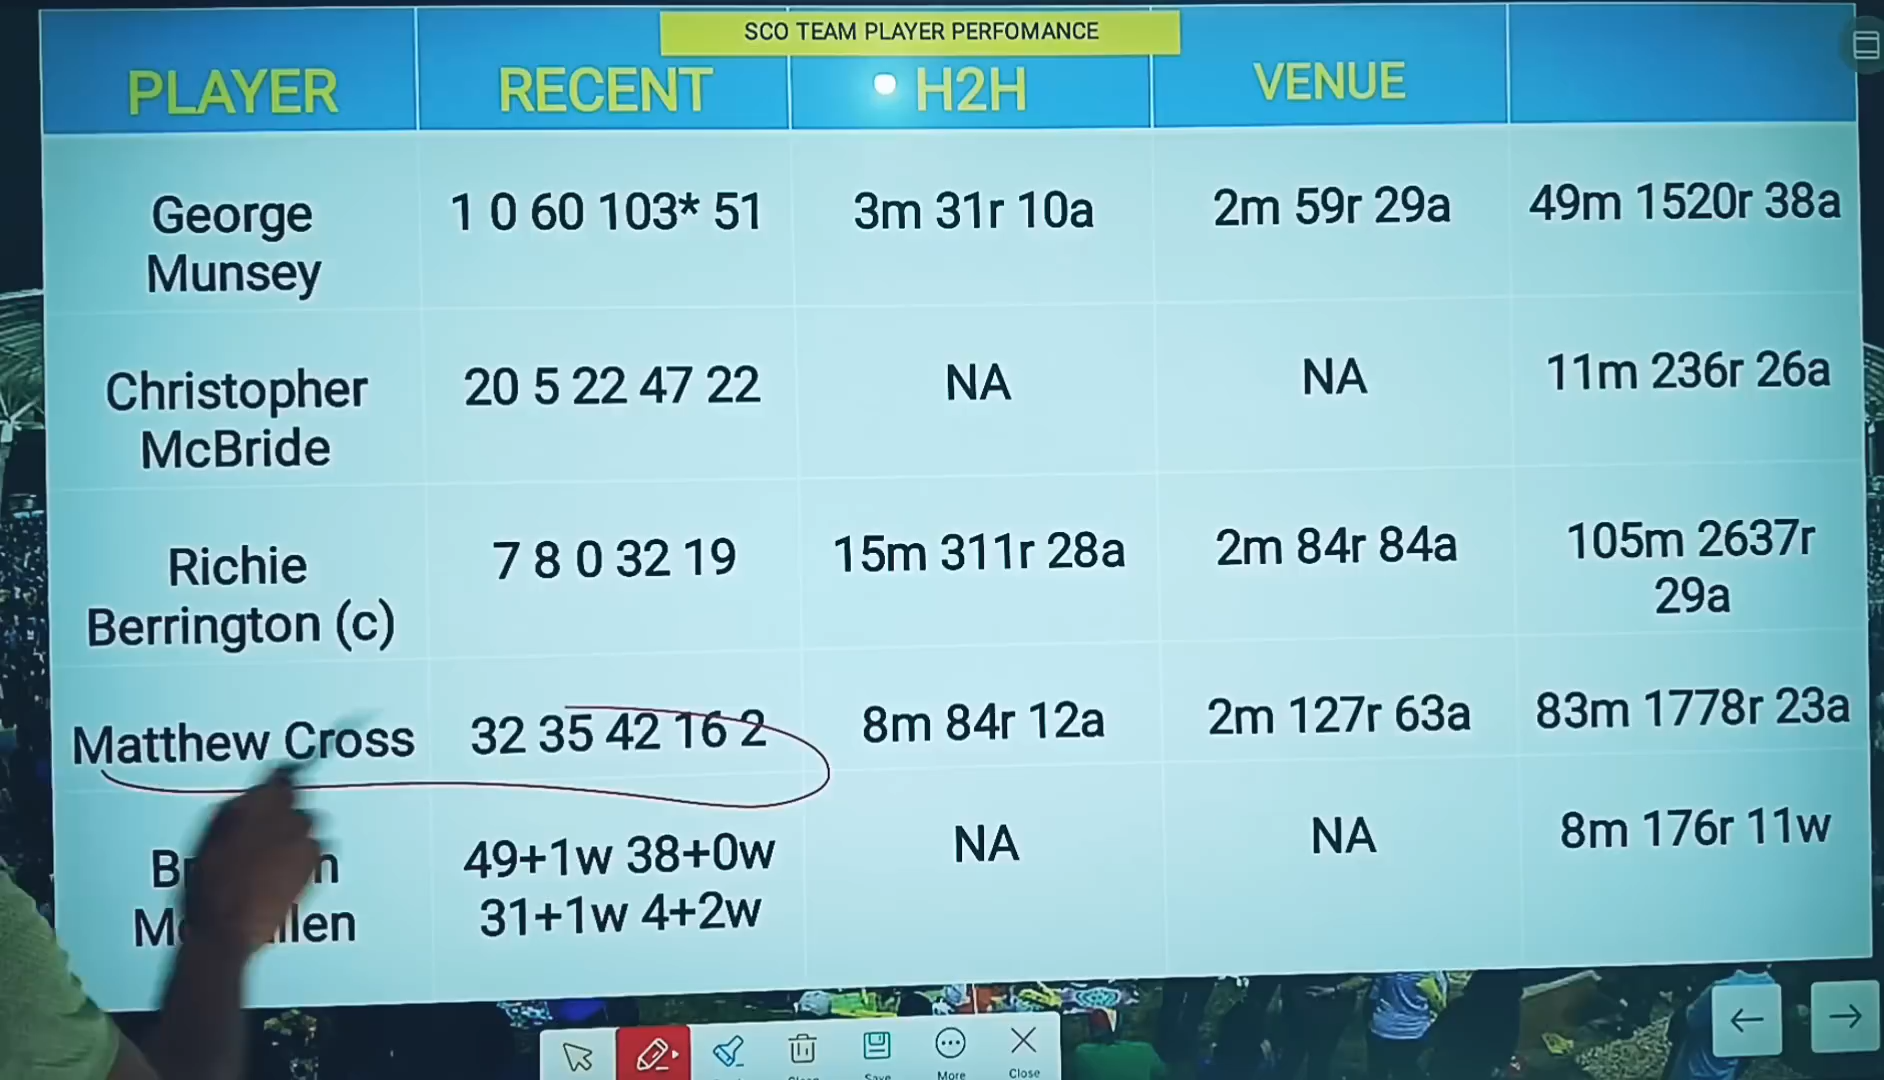 SCO TEAM PLAYER PERFOMANCE
PLAYER RECENT H2H VENUE
George Munsey 1 0 60 103* 51 3m 31r 10a 2m 59r 29a 49m 1520r 38a
Christopher McBride 20 5 22 47 22 NA NA 11m 236r 26a
Richie Berrington (c) 7 8 0 32 19 15m 311r 28a 2m 84r 84a 105m 2637r 29a
Matthew Cross 32 35 42 16 2 8m 84r 12a 2m 127r 63a 83m 1778r 23a
49+1w 38+0w NA NA 8m 176r 11w
31+1w 4+2w
Save More Close